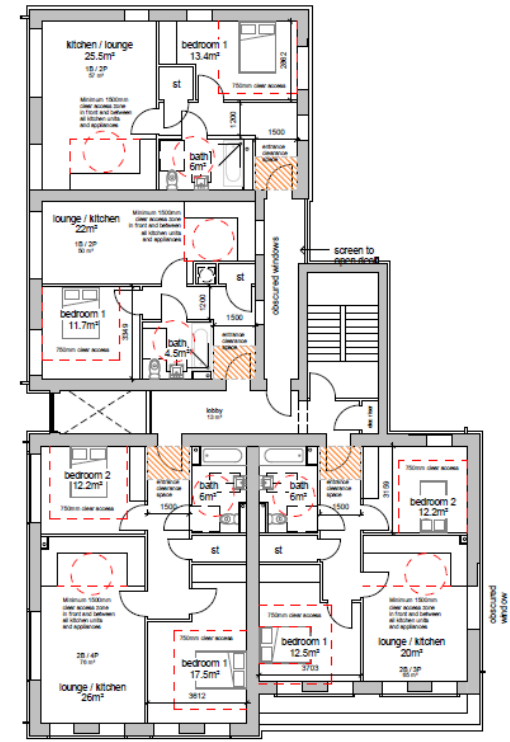 kitchen / lounge
25.5m²
1B / 2P
57 m²
Minimum 1500mm
clear access zone
in front and between
all kitchen units
and appliances
bedroom 1
13.4m²
2862
750mm clear access
st
1200
1500
bath
6m²
entrance
clearance
space
lounge / kitchen
22m²
1B / 2P
50 m²
Minimum 1500mm
clear access zone
in front and between
all kitchen units
and appliances
st
obscured windows
screen to
open deck
bedroom 1
11.7m²
3349
750mm clear access
1200
1500
bath
4.5m²
entrance
clearance
space
lobby
13 m²
bedroom 2
12.2m²
750mm clear access
entrance
clearance
space
1500
bath
6m²
bath
6m²
entrance
clearance
space
1500
3159
750mm clear access
bedroom 2
12.2m²
st
st
Minimum 1500mm
clear access zone
in front and between
all kitchen units
and appliances
2B / 4P
lounge / kitchen
26m²
750mm clear access
bedroom 1
17.5m²
3612
750mm clear access
bedroom 1
12.5m²
3703
Minimum 1500mm
clear access zone
in front and between
all kitchen units
and appliances
lounge / kitchen
20m²
2B / 3P
obscured
window